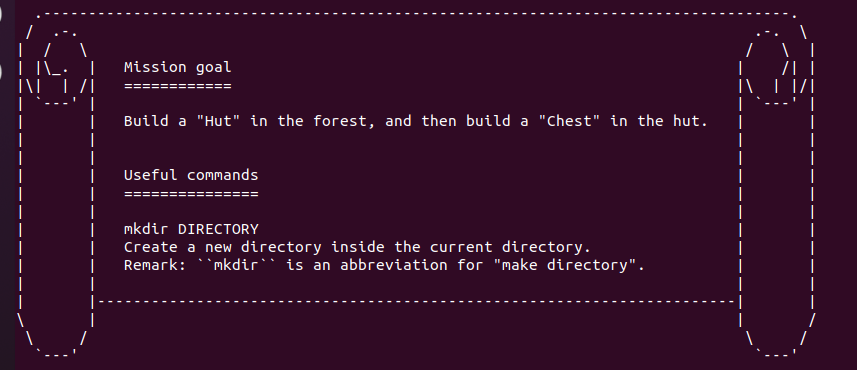 Mission goal
============
Build a "Hut" in the forest, and then build a "Chest" in the hut.
Useful commands
===============
mkdir DIRECTORY
Create a new directory inside the current directory.
Remark: ``mkdir`` is an abbreviation for "make directory".